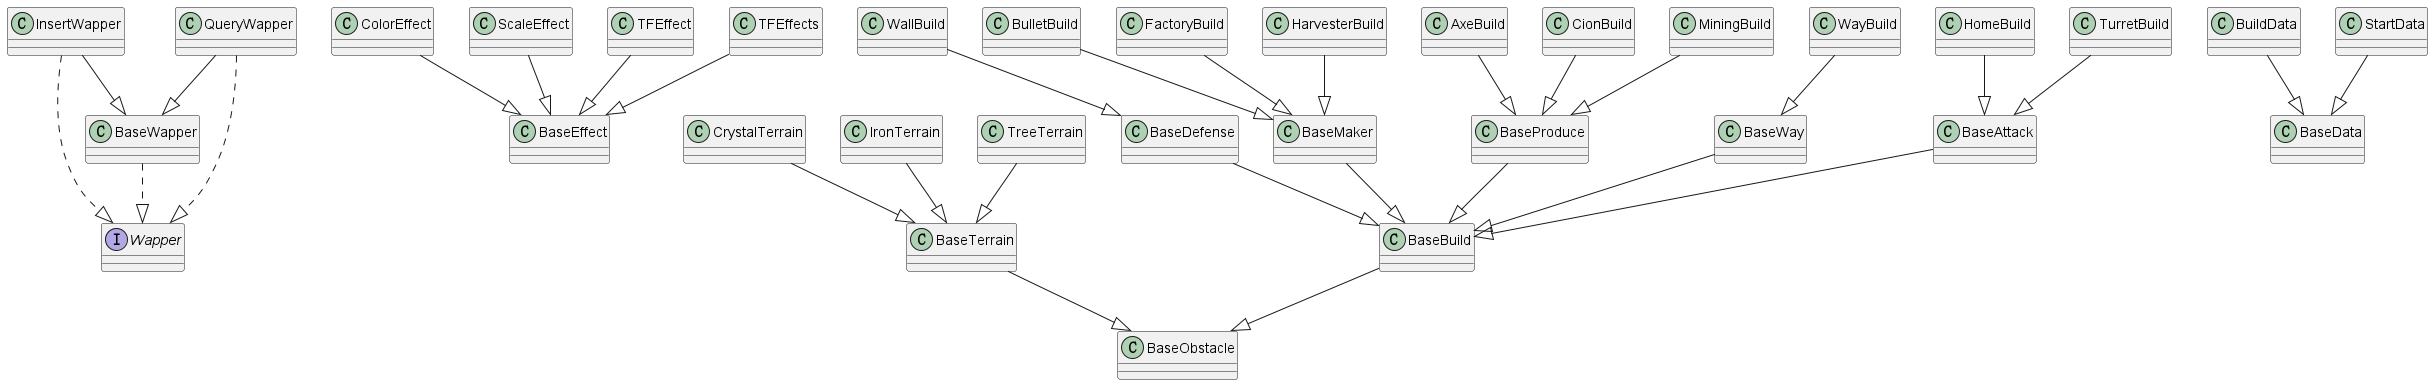 C InsertWapper
C QueryWapper
C ColorEffect
C ScaleEffect
C TFEffect
C TFEffects
C WallBuild
C BulletBuild
C FactoryBuild
C HarvesterBuild
C AxeBuild
C CionBuild
C MiningBuild
C WayBuild
C HomeBuild
C TurretBuild
C BuildData
C StartData
C BaseWapper
C BaseEffect
C CrystalTerrain
C IronTerrain
C TreeTerrain
C BaseDefense
C BaseMaker
C BaseProduce
C BaseWay
C BaseAttack
C BaseData
I Wapper
C BaseTerrain
C BaseBuild
C BaseObstacle